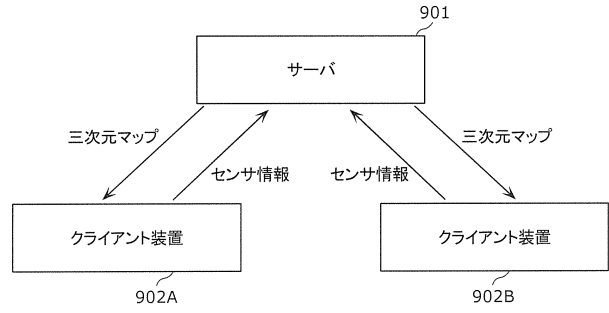 901
サーバ
三次元マップ
三次元マップ
センサ情報
センサ情報
クライアント装置
クライアント装置
902A
902B